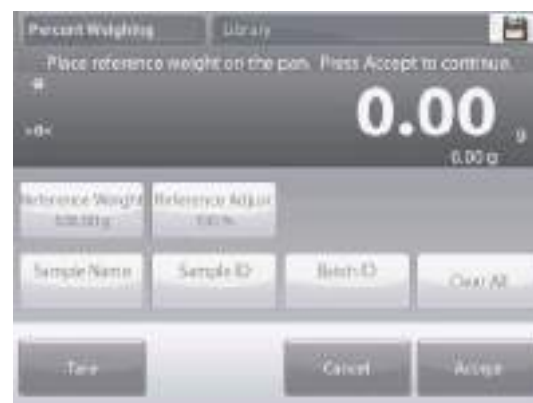 Percent Weighing
Library
Place reference weight on the pan. Press Accept to continue.
>0<
0.00 g
0.00 g
Reference Weight
Reference Adjust
Sample Name
Sample ID
Batch ID
Clear All
Tare
Cancel
Accept